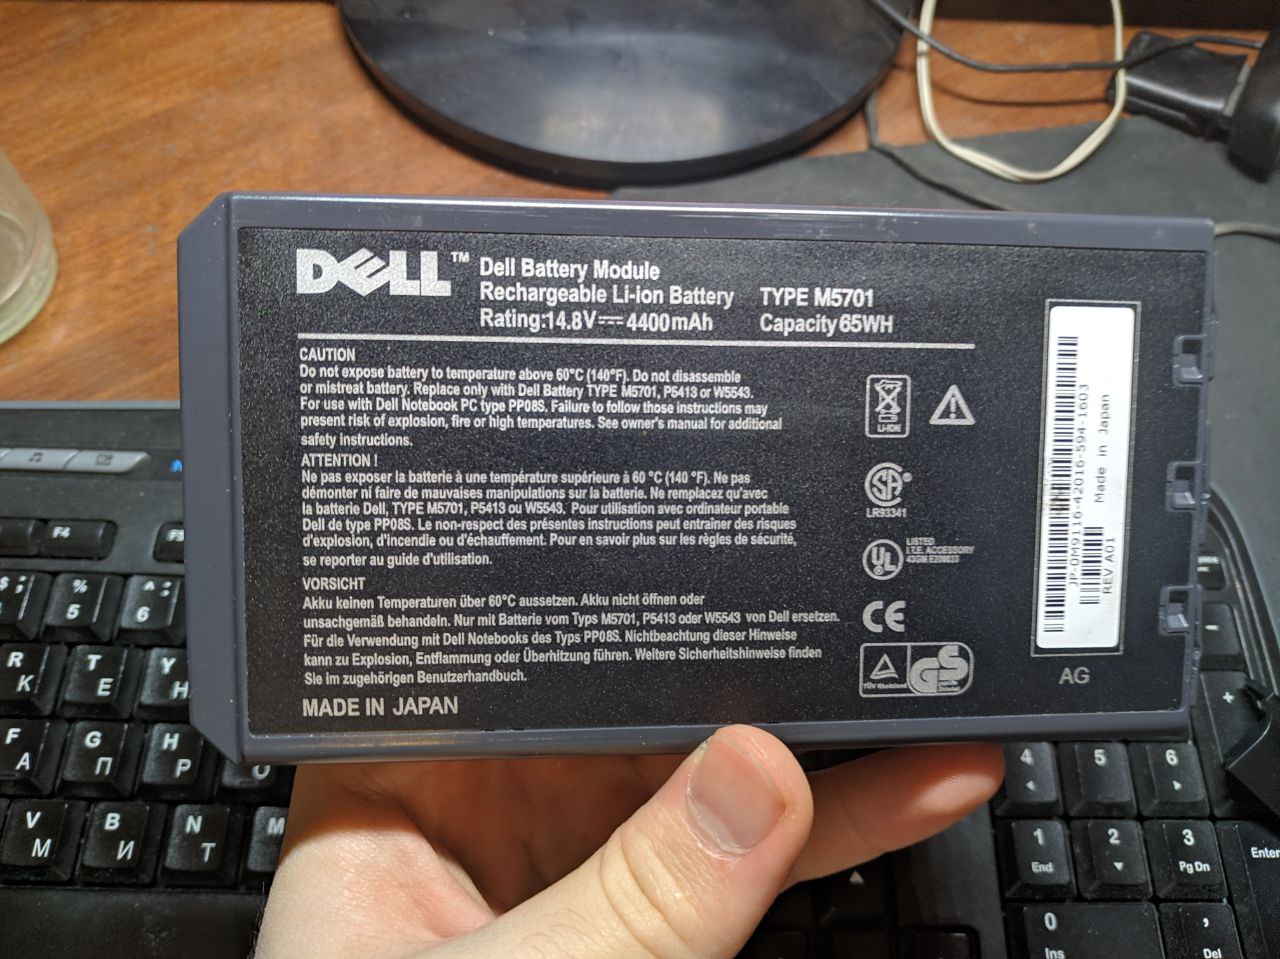 DELL™
Dell Battery Module
Rechargeable Li-ion Battery TYPE M5701
Rating:14.8V⎓4400mAh Capacity 65WH
CAUTION
Do not expose battery to temperature above 60°C (140°F). Do not disassemble
or mistreat battery. Replace only with Dell Battery TYPE M5701, P5413 or W5543.
For use with Dell Notebook PC type PP08S. Failure to follow those instructions may
present risk of explosion, fire or high temperatures. See owner's manual for additional
safety instructions.
ATTENTION !
Ne pas exposer la batterie à une température supérieure à 60 °C (140 °F). Ne pas
démonter ni faire de mauvaises manipulations sur la batterie. Ne remplacez qu'avec
la batterie Dell, TYPE M5701, P5413 ou W5543. Pour utilisation avec ordinateur portable
Dell de type PP08S. Le non-respect des présentes instructions peut entraîner des risques
d'explosion, d'incendie ou d'échauffement. Pour en savoir plus sur les règles de sécurité,
se reporter au guide d'utilisation.
VORSICHT
Akku keinen Temperaturen über 60°C aussetzen. Akku nicht öffnen oder
unsachgemäß behandeln. Nur mit Batterie vom Typs M5701, P5413 oder W5543 von Dell ersetzen.
Für die Verwendung mit Dell Notebooks des Typs PP08S. Nichtbeachtung dieser Hinweise
kann zu Explosion, Entflammung oder Überhitzung führen. Weitere Sicherheitshinweise finden
Sie im zugehörigen Benutzerhandbuch.
MADE IN JAPAN
LI-ION
SA
LR93341
UL
LISTED
I.T.E. ACCESSORY
CE
TÜV Rheinland
GS
JP-0M9116-42016-594-1603
Made in Japan
REV A01
AG
F4
%
5
6
R
К
T
Е
Y
Н
F
А
G
П
H
Р
О
V
М
B
И
N
Т
M
4
5
6
1
End
2
3
Pg Dn
Enter
0
Ins
,
Del
-
+